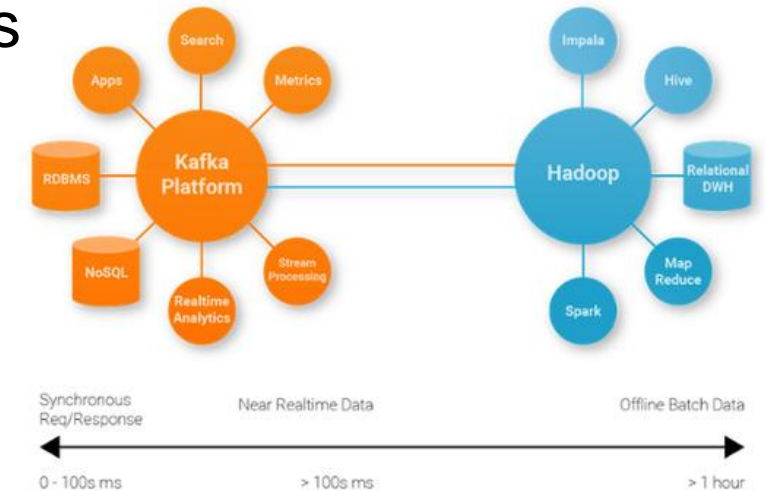 s
Search
Apps
Metrics
Kafka
Platform
RDBMS
NoSQL
Realtime
Analytics
Stream
Processing
Impala
Hive
Hadoop
Relational
DWH
Map
Reduce
Spark
Synchronous
Req/Response
Near Realtime Data
Offline Batch Data
0 - 100s ms
> 100s ms
> 1 hour